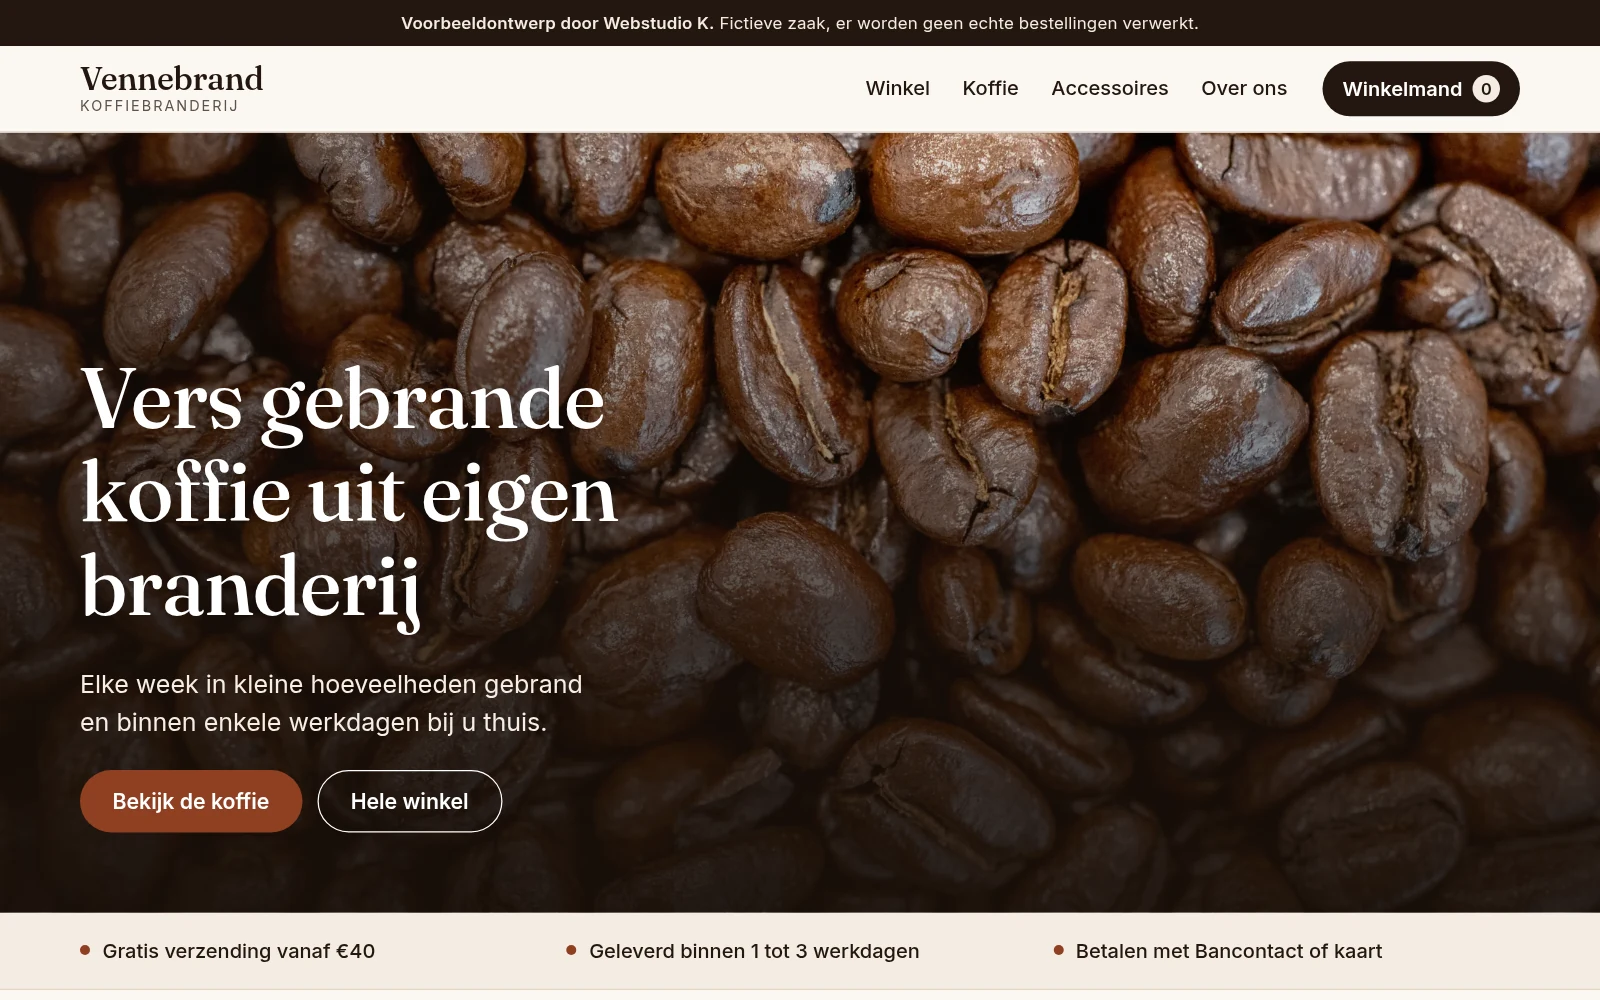 Voorbeeldontwerp door Webstudio K. Fictieve zaak, er worden geen echte bestellingen verwerkt.
Vennebrand
KOFFIEBRANDERIJ
Winkel Koffie Accessoires Over ons Winkelmand 0
Vers gebrande
koffie uit eigen
branderij
Elke week in kleine hoeveelheden gebrand
en binnen enkele werkdagen bij u thuis.
Bekijk de koffie Hele winkel
Gratis verzending vanaf €40 Geleverd binnen 1 tot 3 werkdagen Betalen met Bancontact of kaart